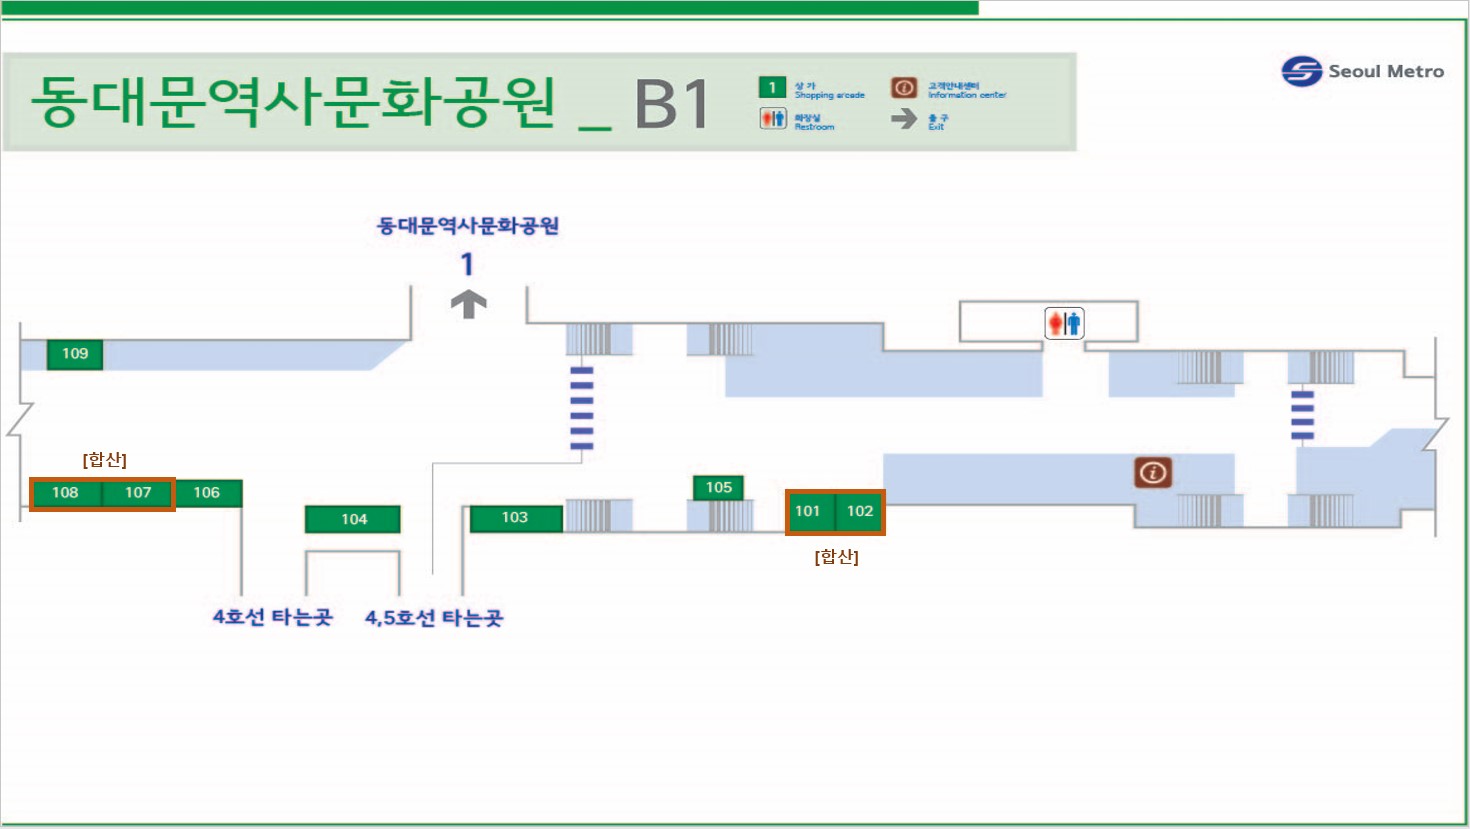 동대문역사문화공원 _ B1
1 상 가
Shopping arcade
고객안내센터
Information center
화장실
Restroom
출 구
Exit
Seoul Metro
동대문역사문화공원
1
109
[합산]
108 107 106
104
103
105
101 102
[합산]
4호선 타는곳
4,5호선 타는곳